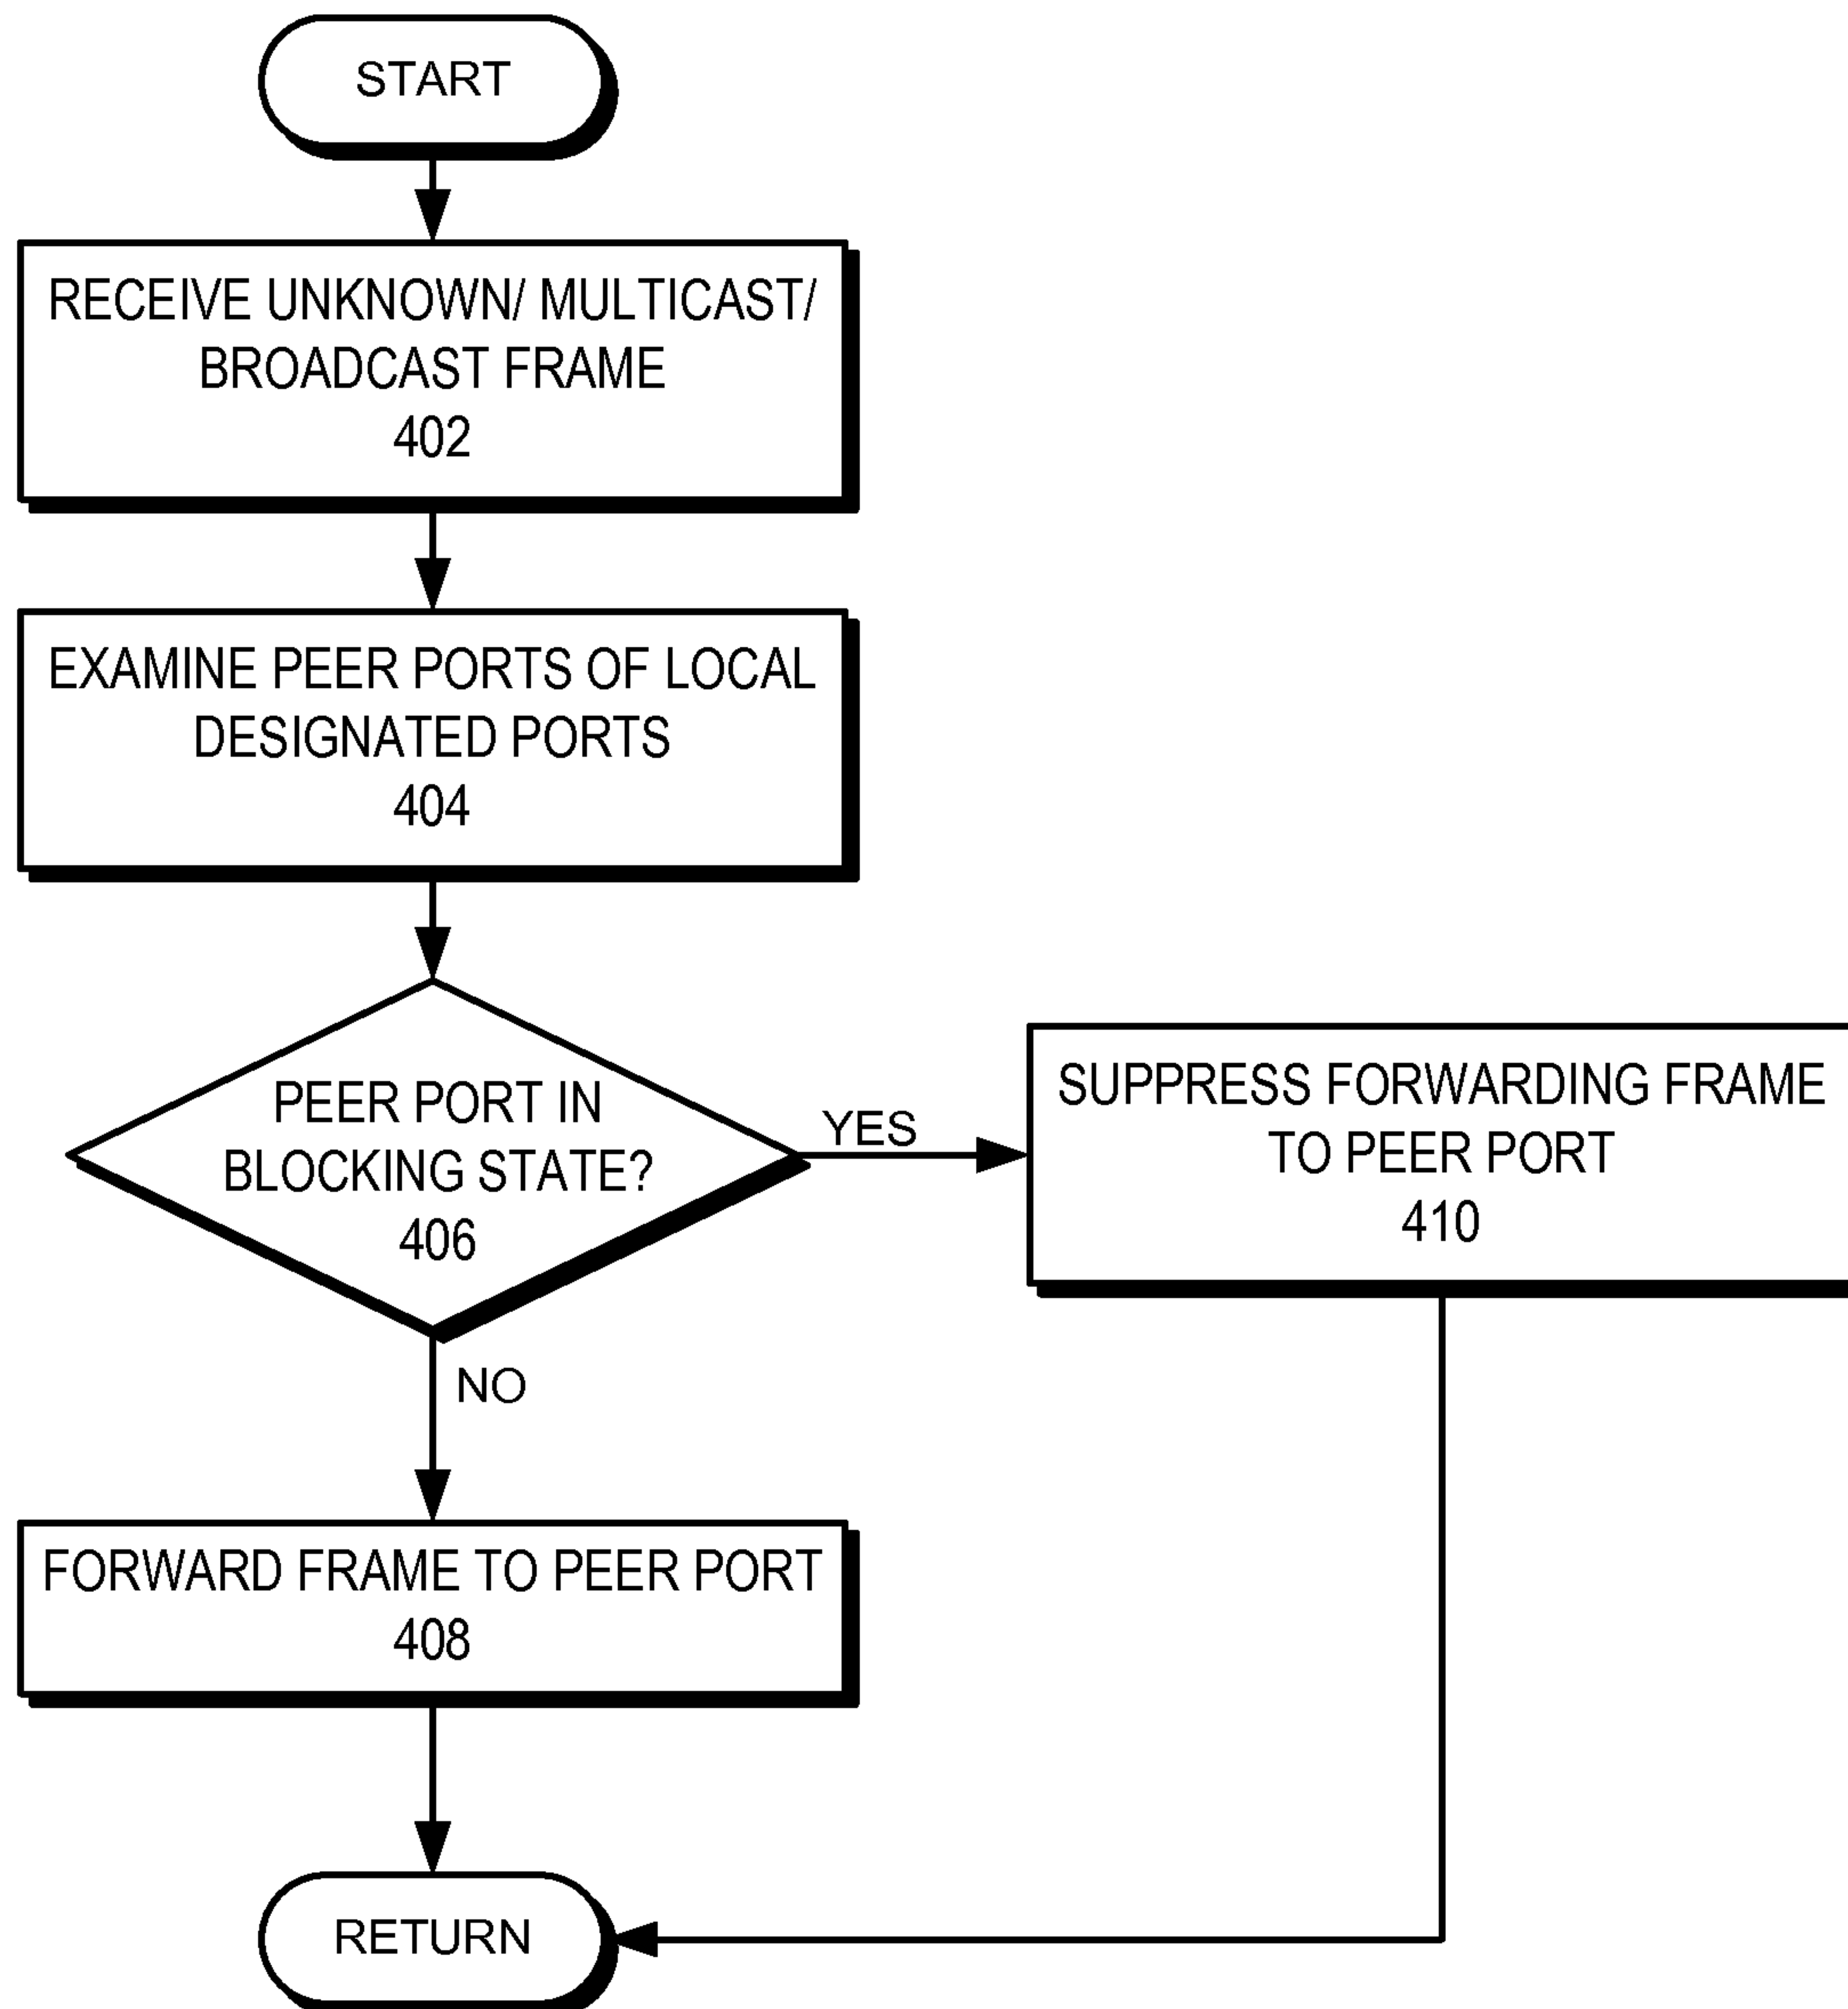 START
RECEIVE UNKNOWN/ MULTICAST/
BROADCAST FRAME
402
EXAMINE PEER PORTS OF LOCAL
DESIGNATED PORTS
404
PEER PORT IN
BLOCKING STATE?
406
YES
SUPPRESS FORWARDING FRAME
TO PEER PORT
410
NO
FORWARD FRAME TO PEER PORT
408
RETURN